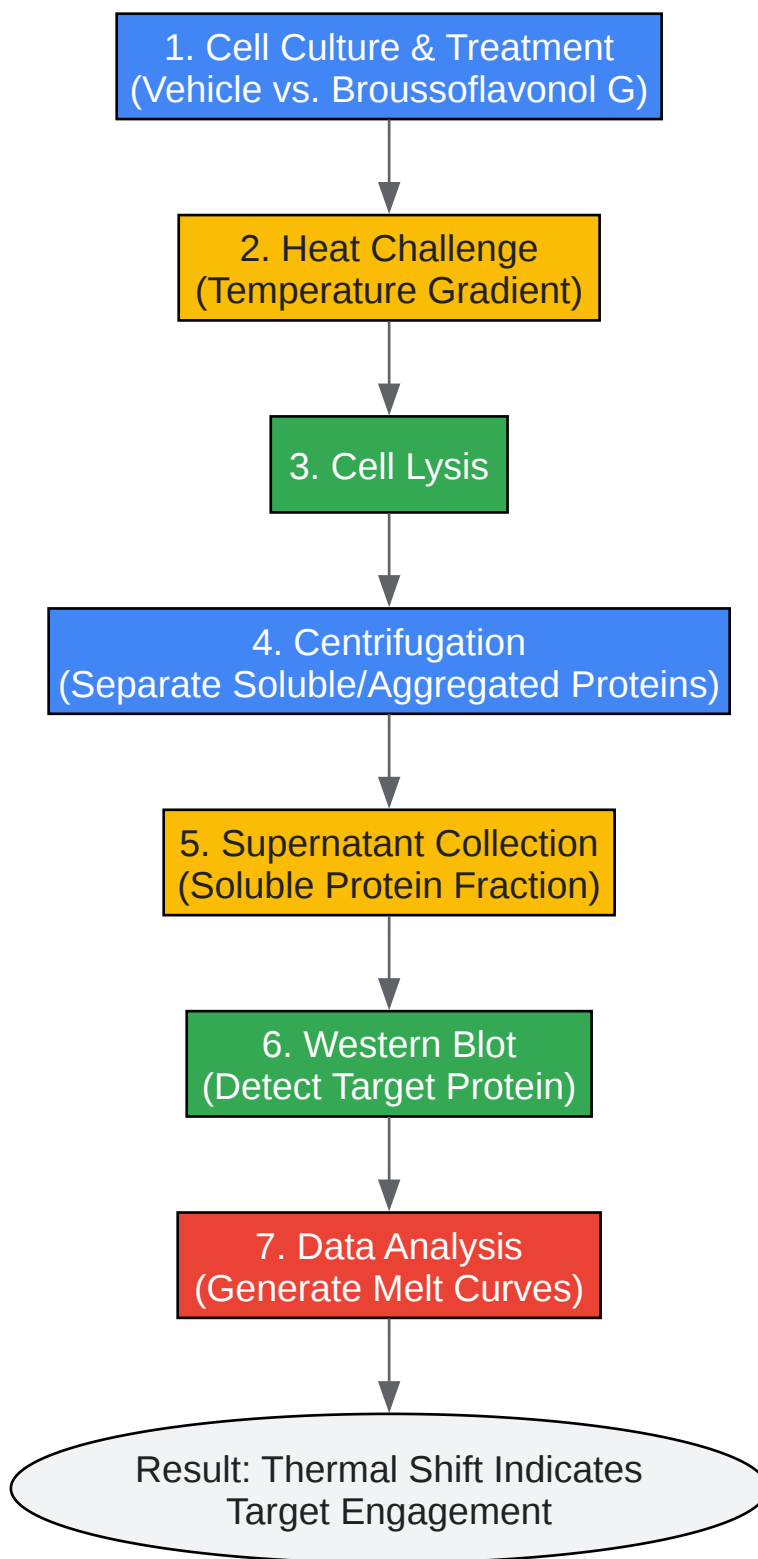 1. Cell Culture & Treatment
(Vehicle vs. Broussoflavonol G)
2. Heat Challenge
(Temperature Gradient)
3. Cell Lysis
4. Centrifugation
(Separate Soluble/Aggregated Proteins)
5. Supernatant Collection
(Soluble Protein Fraction)
6. Western Blot
(Detect Target Protein)
7. Data Analysis
(Generate Melt Curves)
Result: Thermal Shift Indicates
Target Engagement